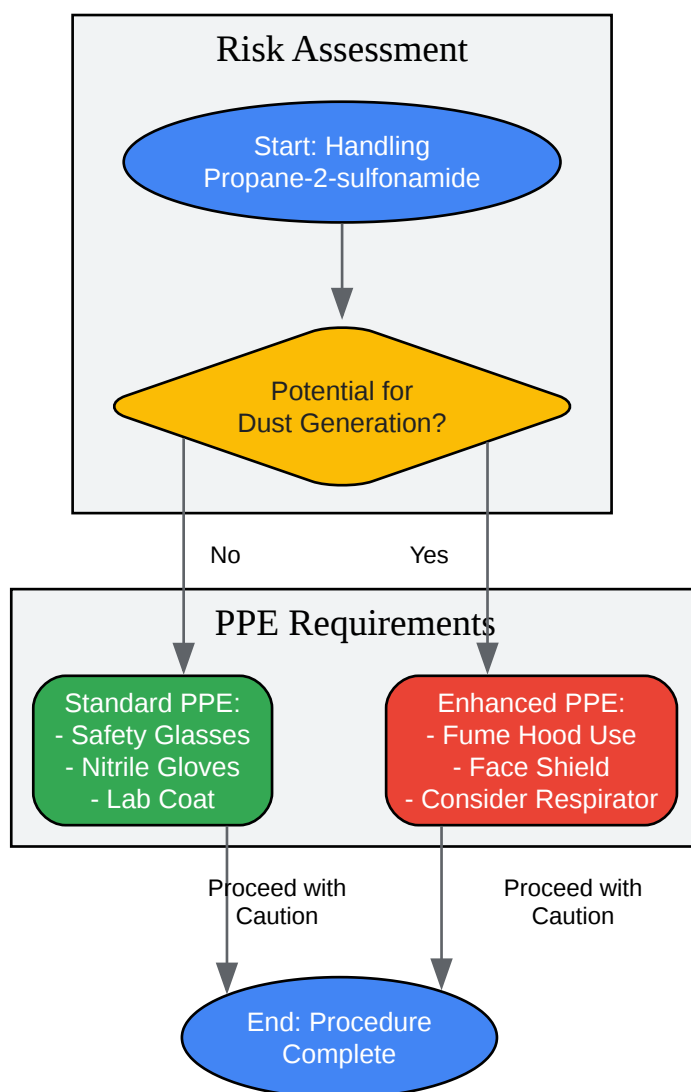 Risk Assessment
Start: Handling
Propane-2-sulfonamide
Potential for
Dust Generation?
No
Yes
PPE Requirements
Standard PPE:
- Safety Glasses
- Nitrile Gloves
- Lab Coat
Enhanced PPE:
- Fume Hood Use
- Face Shield
- Consider Respirator
Proceed with
Caution
Proceed with
Caution
End: Procedure
Complete